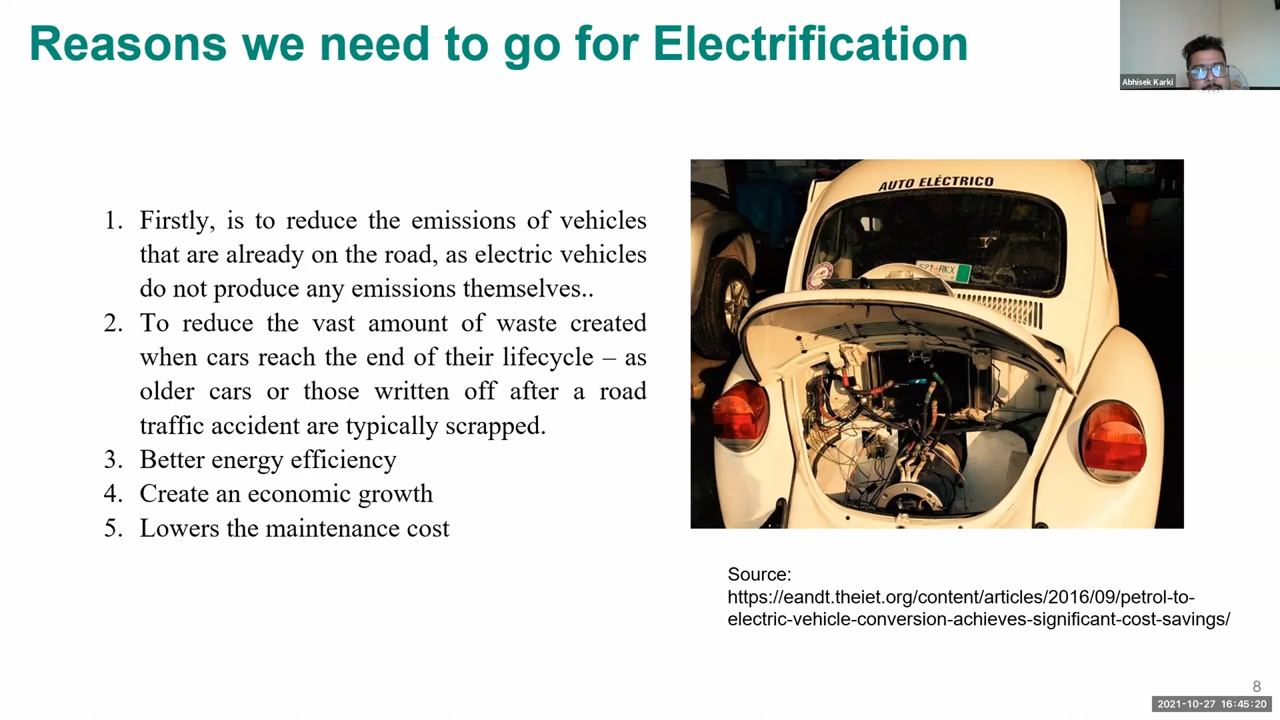 Reasons we need to go for Electrification
Abhisek Karki
1. Firstly, is to reduce the emissions of vehicles
that are already on the road, as electric vehicles
do not produce any emissions themselves..
2. To reduce the vast amount of waste created
when cars reach the end of their lifecycle – as
older cars or those written off after a road
traffic accident are typically scrapped.
3. Better energy efficiency
4. Create an economic growth
5. Lowers the maintenance cost
AUTO ELÉCTRICO
Source:
https://eandt.theiet.org/content/articles/2016/09/petrol-to-
electric-vehicle-conversion-achieves-significant-cost-savings/
8
2021-10-27 16:45:20